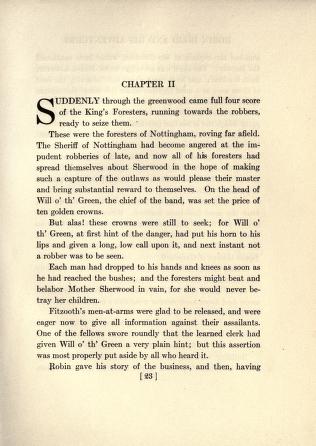 CHAPTER II
SUDDENLY through the greenwood came full four score
of the King's Foresters, running towards the robbers,
ready to seize them.
These were the foresters of Nottingham, roving far afield.
The Sheriff of Nottingham had become angered at the im-
pudent robberies of late, and now all of his foresters had
spread themselves about Sherwood in the hope of making
such a capture of the outlaws as would please their master
and bring substantial reward to themselves. On the head of
Will o' th' Green, the chief of the band, was set the price of
ten golden crowns.
But alas! these crowns were still to seek; for Will o'
th' Green, at first hint of the danger, had put his horn to his
lips and given a long, low call upon it, and next instant not
a robber was to be seen.
Each man had dropped to his hands and knees as soon as
he had reached the bushes; and the foresters might beat and
belabor Mother Sherwood in vain, for she would never be-
tray her children.
Fitzooth's men-at-arms were glad to be released, and were
eager now to give all information against their assailants.
One of the fellows swore roundly that the learned clerk had
given Will o' th' Green a very plain hint; but this assertion
was most properly put aside by all who heard it.
Robin gave his story of the business, and then, having
[ 23 ]